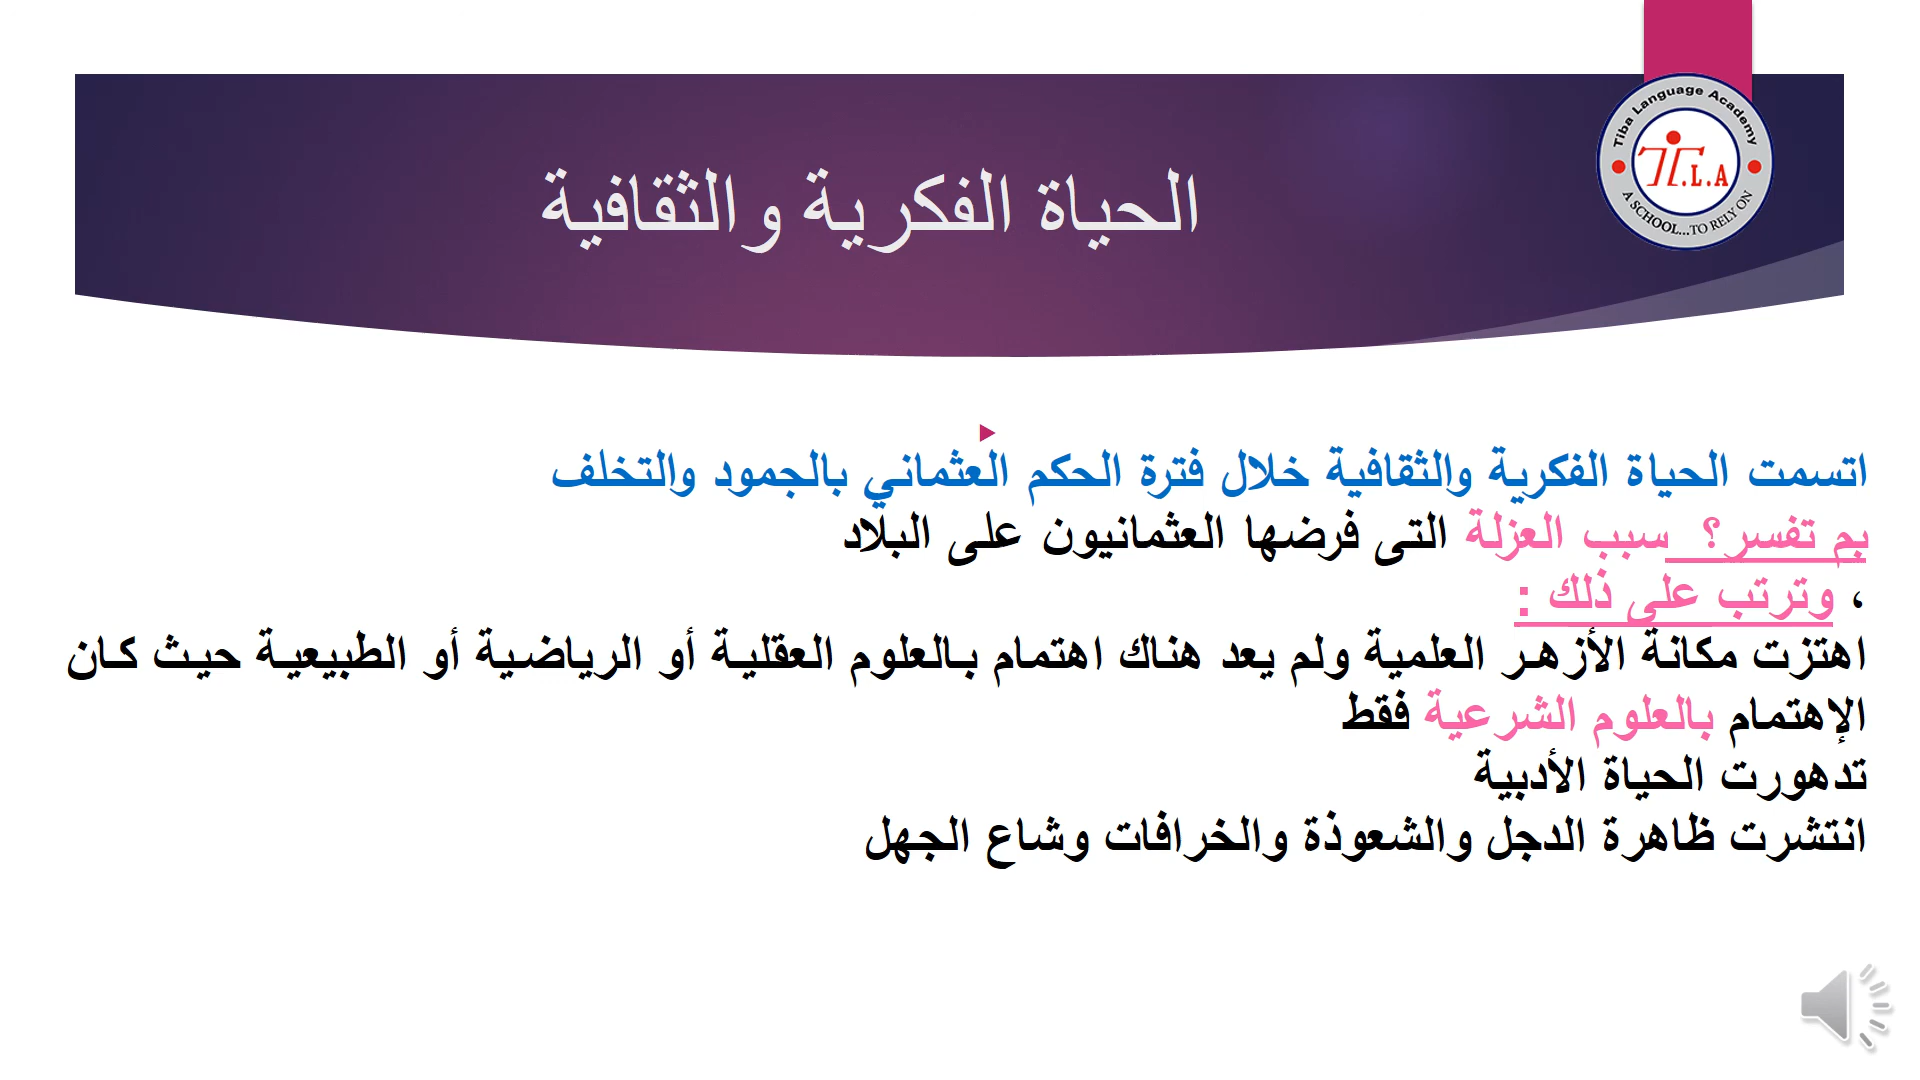 Tiba Language Academy
T.L.A
A SCHOOL...TO RELY ON
الحياة الفكرية والثقافية
اتسمت الحياة الفكرية والثقافية خلال فترة الحكم العثماني بالجمود والتخلف
بم تفسر؟ سبب العزلة التى فرضها العثمانيون على البلاد
، وترتب على ذلك :
اهتزت مكانة الأزهر العلمية ولم يعد هناك اهتمام بالعلوم العقلية أو الرياضية أو الطبيعية حيث كان
الإهتمام بالعلوم الشرعية فقط
تدهورت الحياة الأدبية
انتشرت ظاهرة الدجل والشعوذة والخرافات وشاع الجهل